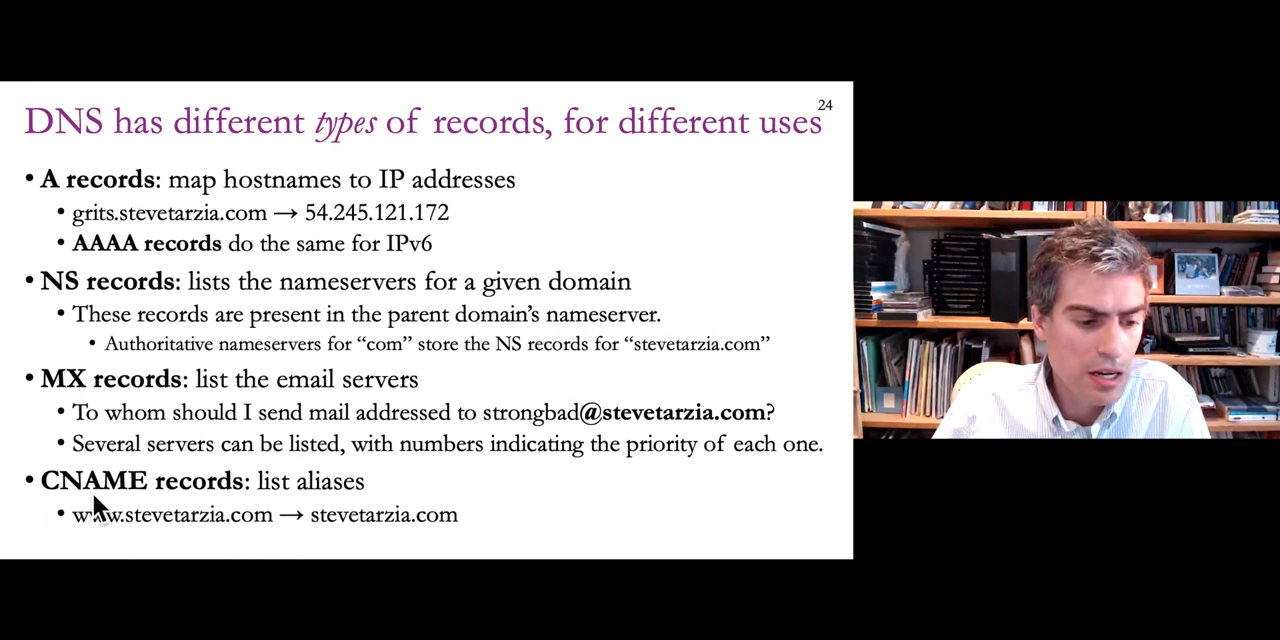 DNS has different types of records, for different uses
24
• A records: map hostnames to IP addresses
• grits.stevetarzia.com → 54.245.121.172
• AAAA records do the same for IPv6
• NS records: lists the nameservers for a given domain
• These records are present in the parent domain’s nameserver.
• Authoritative nameservers for “com” store the NS records for “stevetarzia.com”
• MX records: list the email servers
• To whom should I send mail addressed to strongbad@stevetarzia.com?
• Several servers can be listed, with numbers indicating the priority of each one.
• CNAME records: list aliases
• www.stevetarzia.com → stevetarzia.com